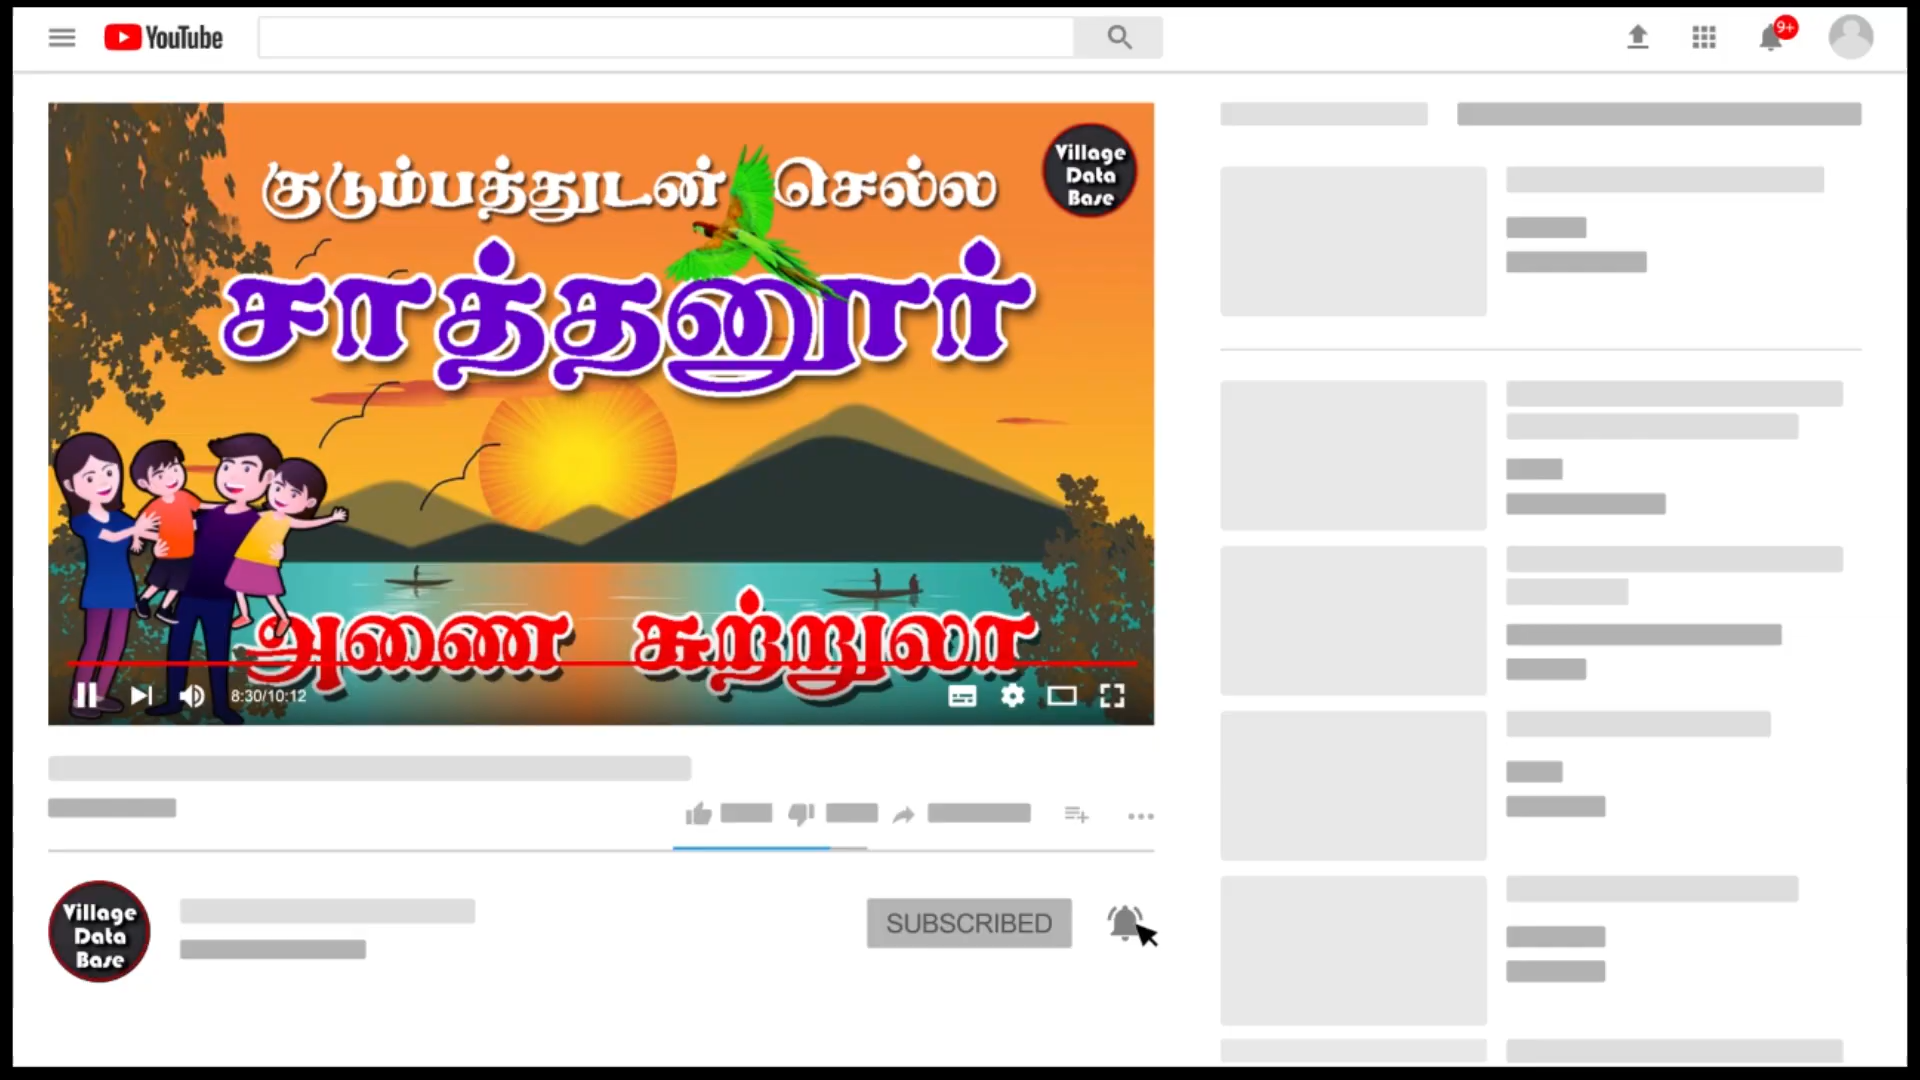 YouTube
9+
குடும்பத்துடன் செல்ல
Village
Data
Base
சாத்தனூர்
அணை சுற்றுலா
8:30/10:12
SUBSCRIBED
Village
Data
Base